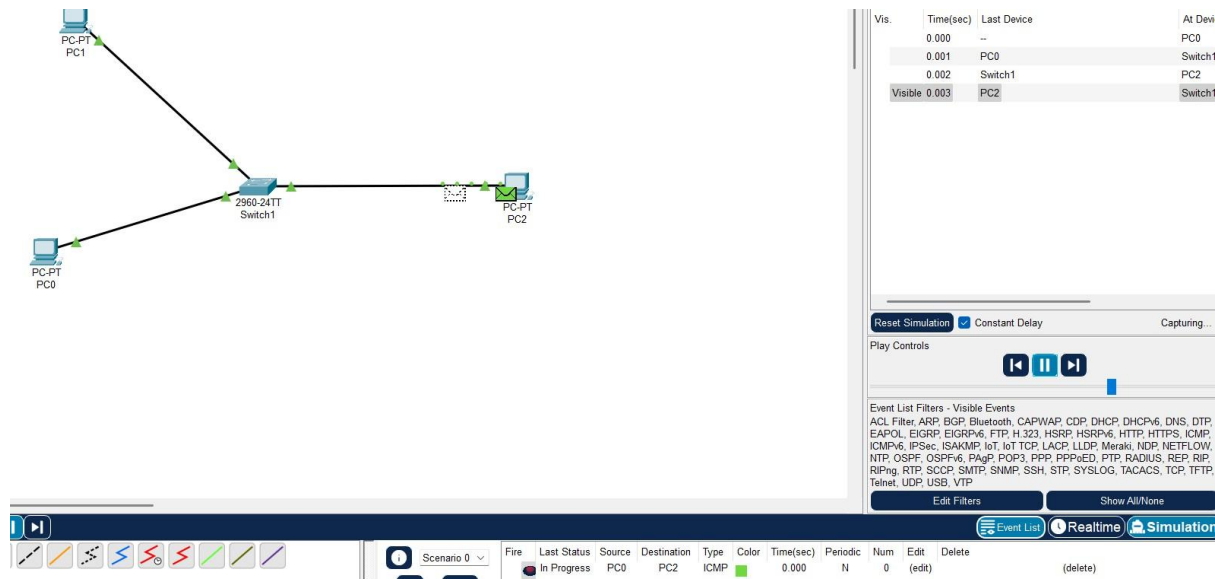 PC-PT
PC1
2960-24TT
Switch1
PC-PT
PC2
PC-PT
PC0
Vis. Time(sec) Last Device At Devi
0.000 -- PC0
0.001 PC0 Switch1
0.002 Switch1 PC2
Visible 0.003 PC2 Switch1
Reset Simulation Constant Delay Capturing...
Play Controls
Event List Filters - Visible Events
ACL Filter, ARP, BGP, Bluetooth, CAPWAP, CDP, DHCP, DHCPv6, DNS, DTP,
EAPOL, EIGRP, EIGRPv6, FTP, H.323, HSRP, HSRPv6, HTTP, HTTPS, ICMP,
ICMPv6, IPSec, ISAKMP, IoT, IoT TCP, LACP, LLDP, Meraki, NDP, NETFLOW,
NTP, OSPF, OSPFv6, PAgP, POP3, PPP, PPPoED, PTP, RADIUS, REP, RIP,
RIPng, RTP, SCCP, SMTP, SNMP, SSH, STP, SYSLOG, TACACS, TCP, TFTP,
Telnet, UDP, USB, VTP
Edit Filters Show All/None
Event List Realtime Simulation
Scenario 0 Fire Last Status Source Destination Type Color Time(sec) Periodic Num Edit Delete
In Progress PC0 PC2 ICMP 0.000 N 0 (edit) (delete)